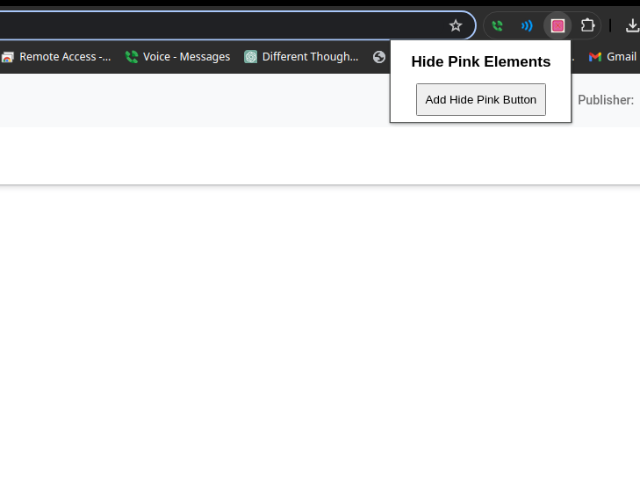 Remote Access -... Voice - Messages Different Though... Gmail
Hide Pink Elements
Add Hide Pink Button
Publisher: